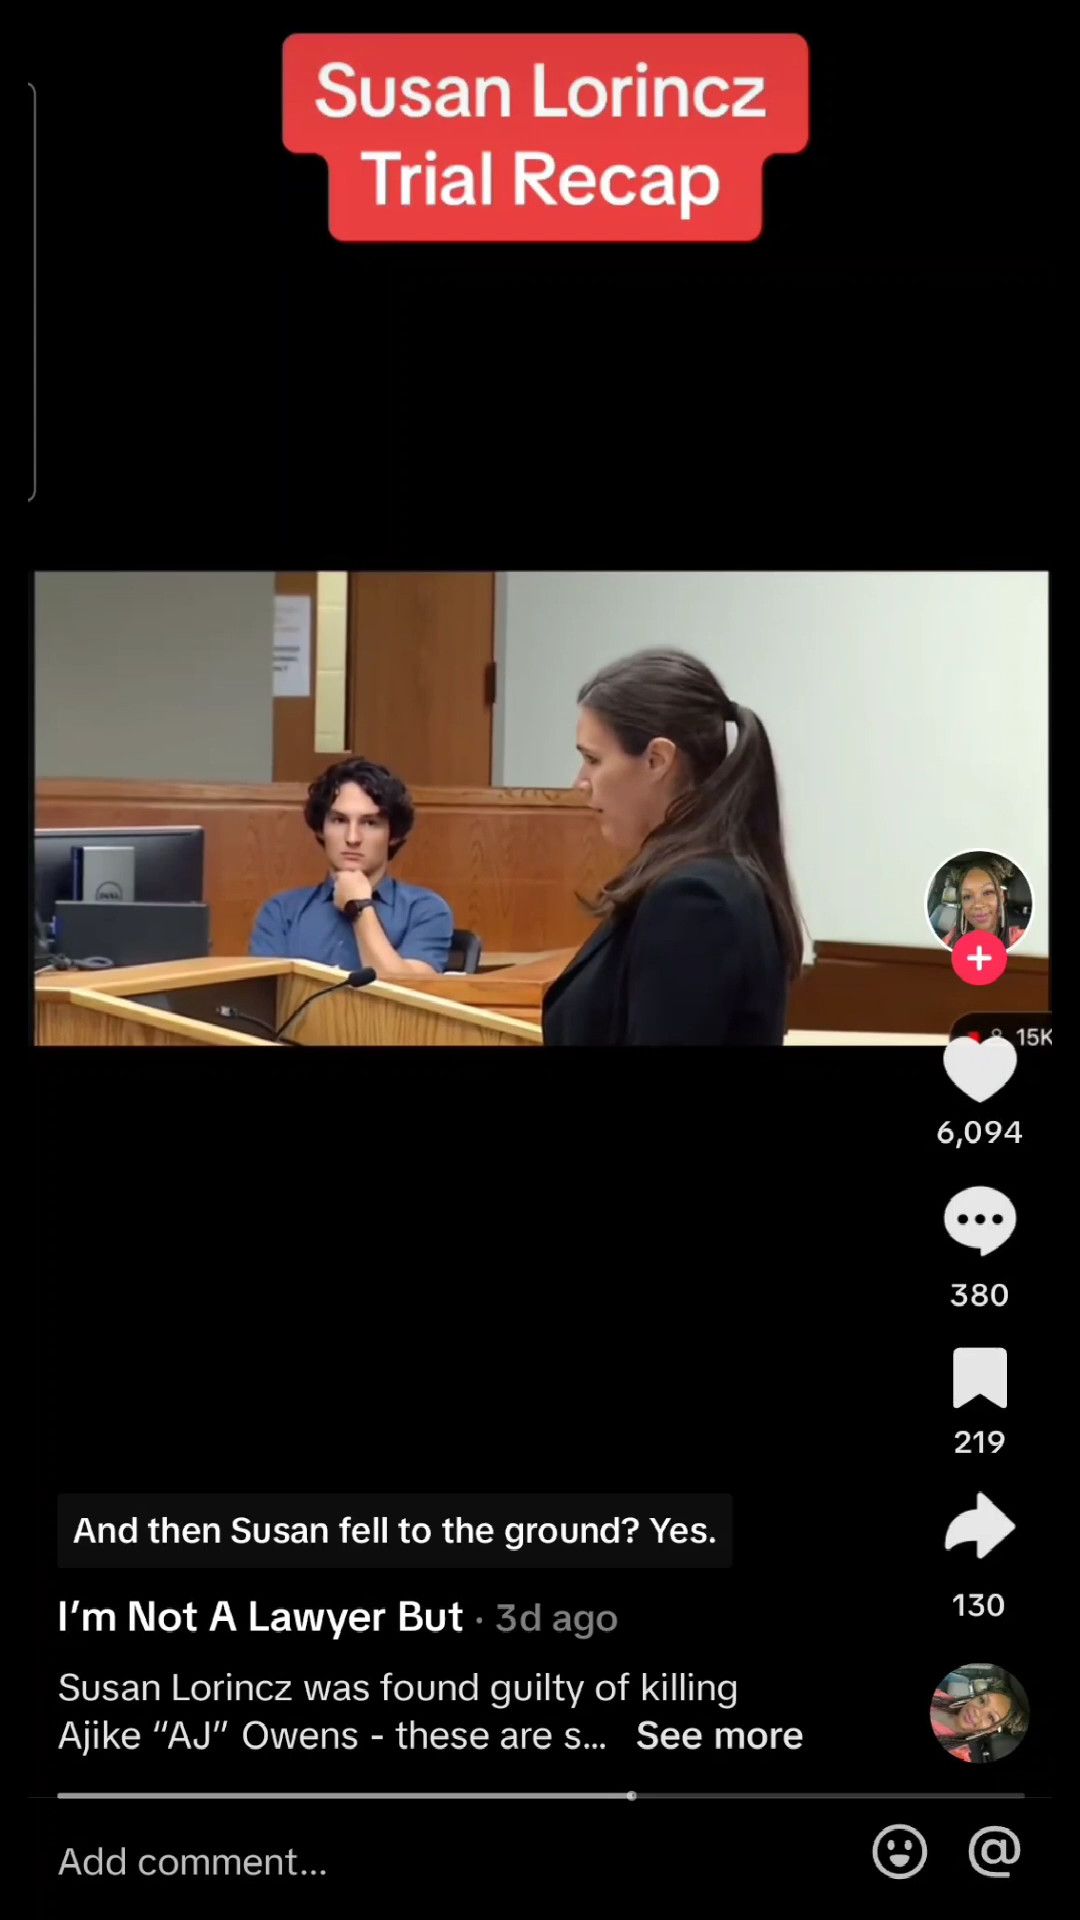 Susan Lorincz
Trial Recap
DELL
15K
6,094
380
219
130
And then Susan fell to the ground? Yes.
I'm Not A Lawyer But · 3d ago
Susan Lorincz was found guilty of killing
Ajike “AJ” Owens - these are s... See more
Add comment...